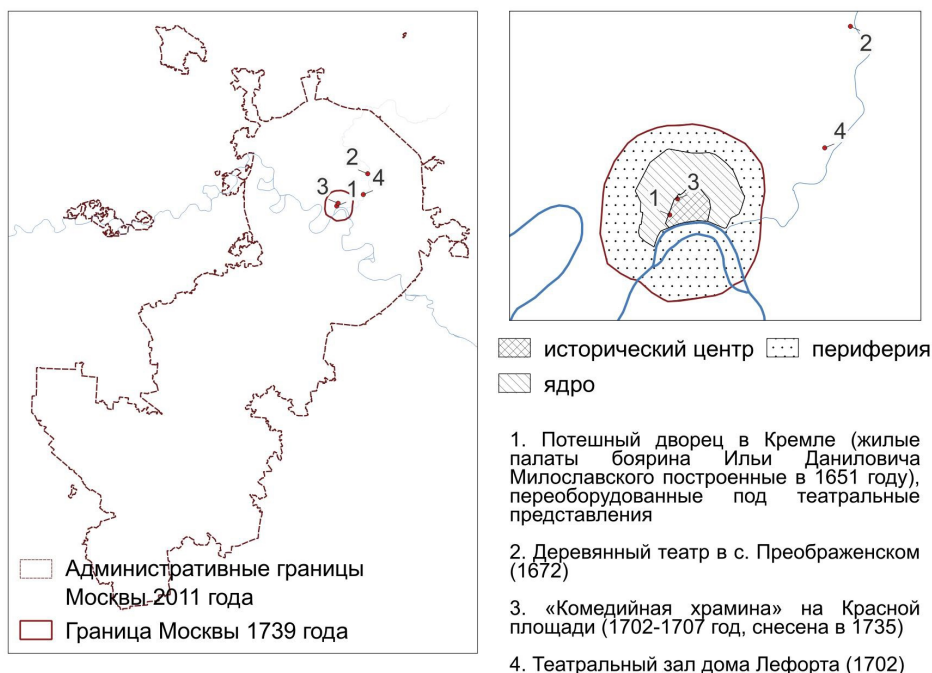 2
3
1
4
Административные границы
Москвы 2011 года
Граница Москвы 1739 года
2
4
3
1
исторический центр
периферия
ядро
1. Потешный дворец в Кремле (жилые
палаты боярина Ильи Даниловича
Милославского построенные в 1651 году),
переоборудованные под театральные
представления
2. Деревянный театр в с. Преображенском
(1672)
3. «Комедийная храмина» на Красной
площади (1702-1707 год, снесена в 1735)
4. Театральный зал дома Лефорта (1702)